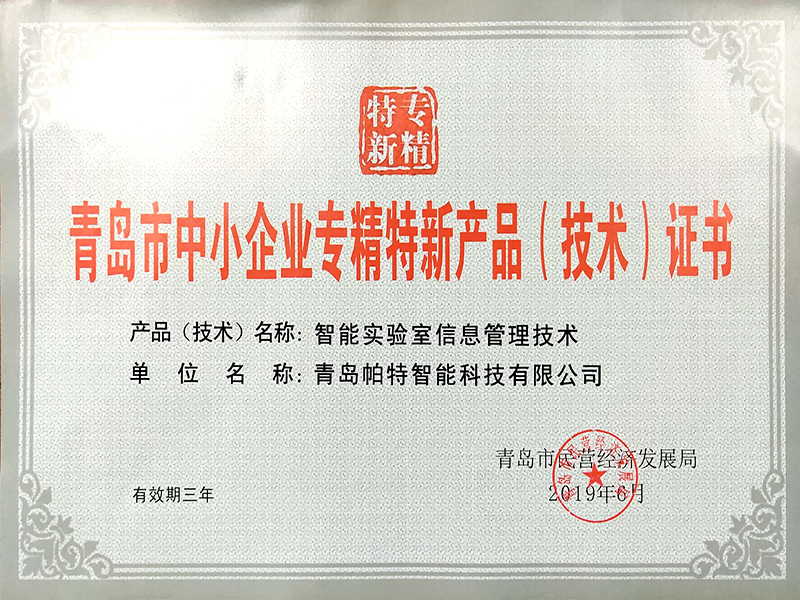 专精
特新
青岛市中小企业专精特新产品（技术）证书
产品（技术）名称：智能实验室信息管理技术
单位名称：青岛帕特智能科技有限公司
青岛市民营经济发展局
2019年6月
有效期三年